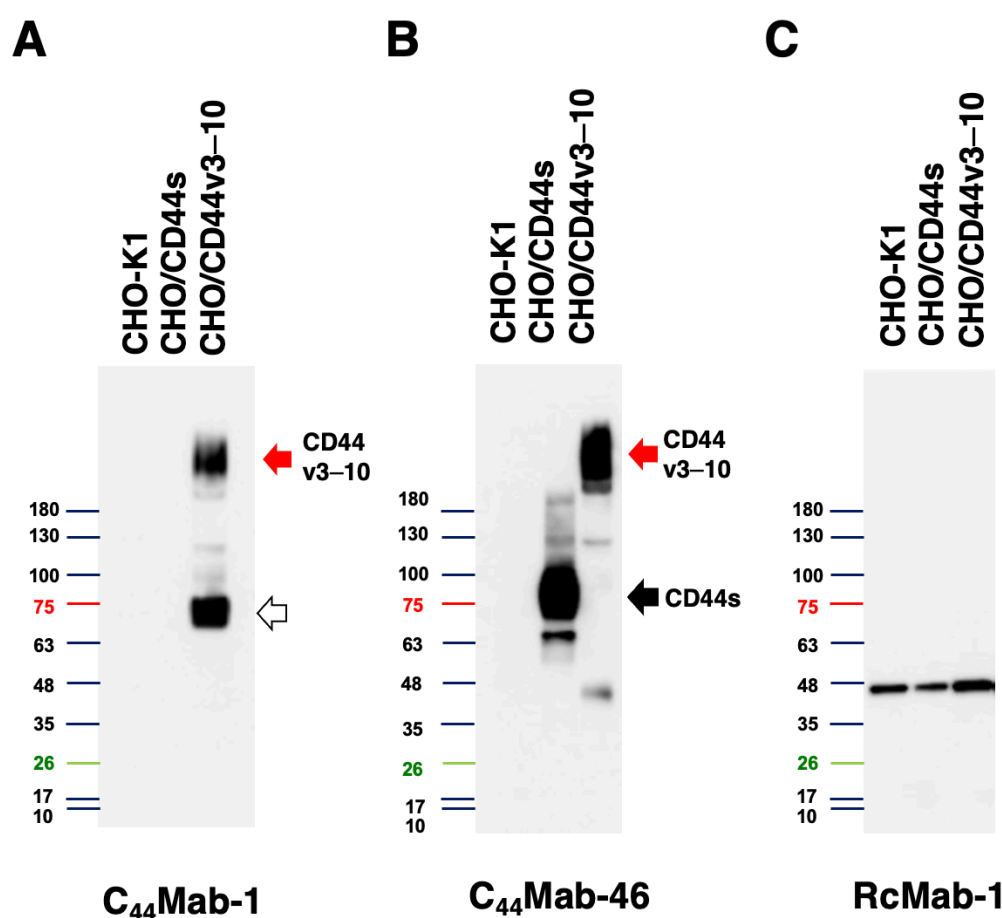 A
B
C
CHO-K1
CHO/CD44s
CHO/CD44v3–10
CHO-K1
CHO/CD44s
CHO/CD44v3–10
CHO-K1
CHO/CD44s
CHO/CD44v3–10
180
130
100
75
63
48
35
26
17
10
CD44
v3–10
180
130
100
75
63
48
35
26
17
10
CD44
v3–10
CD44s
180
130
100
75
63
48
35
26
17
10
C₄₄Mab-1
C₄₄Mab-46
RcMab-1